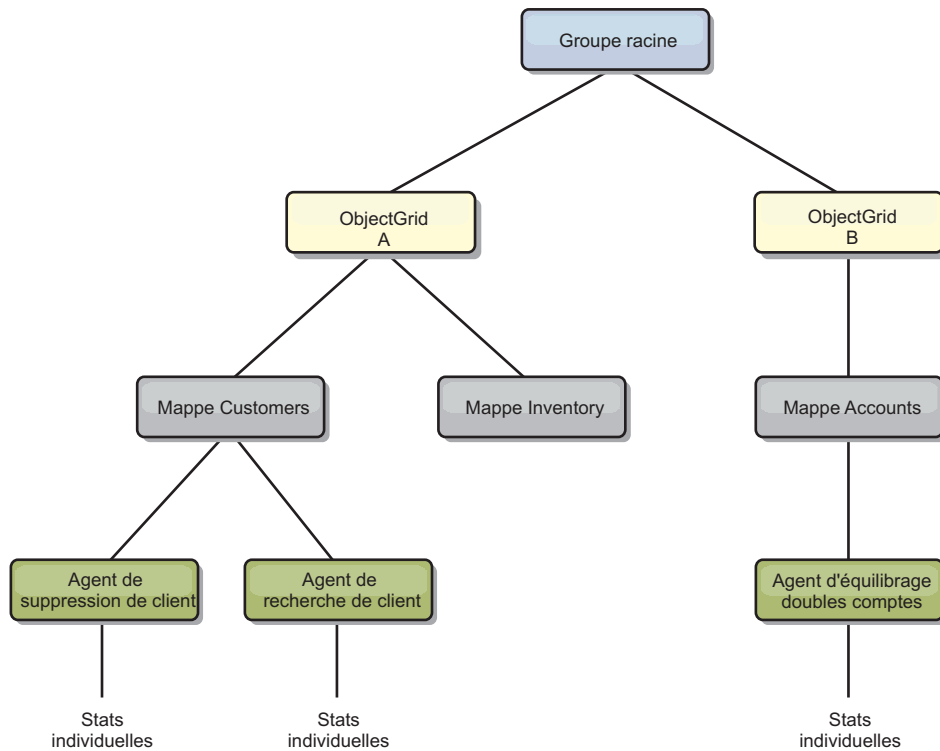 Groupe racine
ObjectGrid
A
ObjectGrid
B
Mappe Customers
Mappe Inventory
Mappe Accounts
Agent de
suppression de client
Agent de
recherche de client
Agent d'équilibrage
doubles comptes
Stats
individuelles
Stats
individuelles
Stats
individuelles